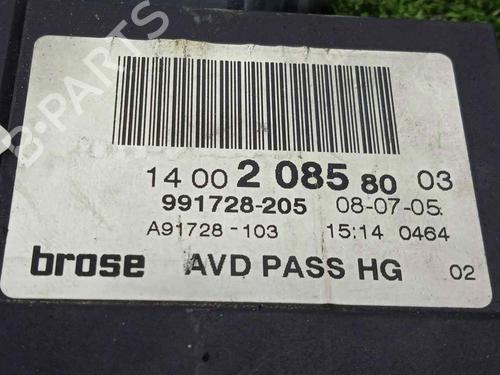 B-PARTS
14 00 2 085 80 03
991728-205 08-07-05
A91728-103 15:14 0464
brose AVD PASS HG 02